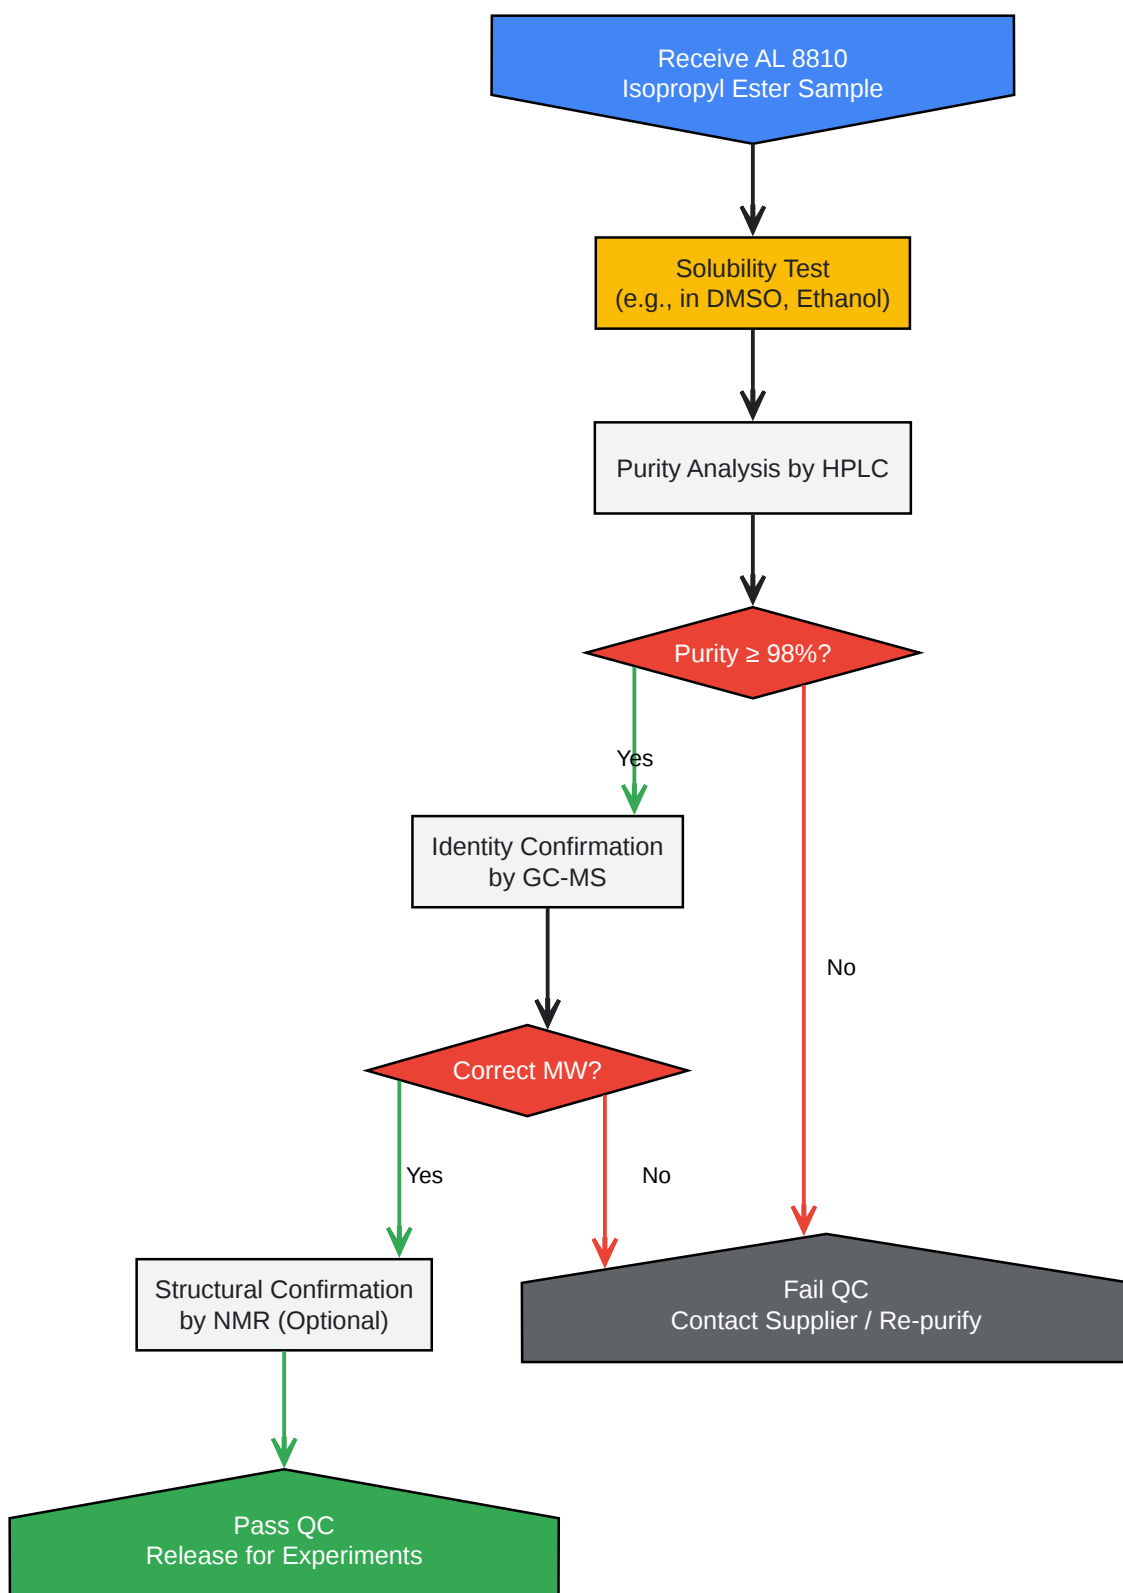 Receive AL 8810
Isopropyl Ester Sample
Solubility Test
(e.g., in DMSO, Ethanol)
Purity Analysis by HPLC
Purity ≥ 98%?
Yes
Identity Confirmation
by GC-MS
No
Correct MW?
Yes
No
Structural Confirmation
by NMR (Optional)
Fail QC
Contact Supplier / Re-purify
Pass QC
Release for Experiments